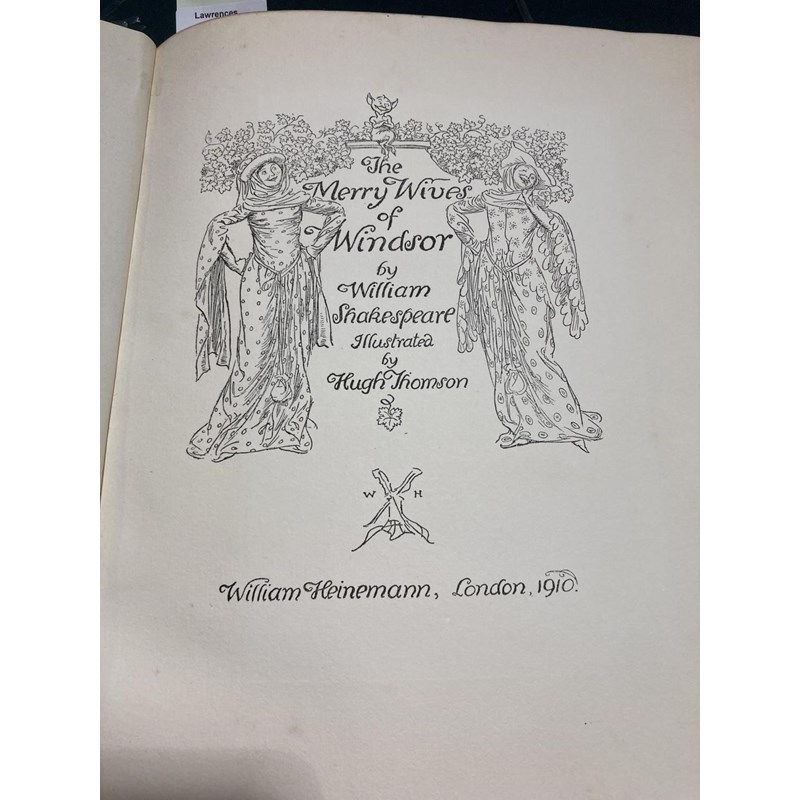 Lawrences
The
Merry Wives
of
Windsor
by
William
Shakespeare
Illustrated
by
Hugh Thomson
W H
William Heinemann, London, 1910.